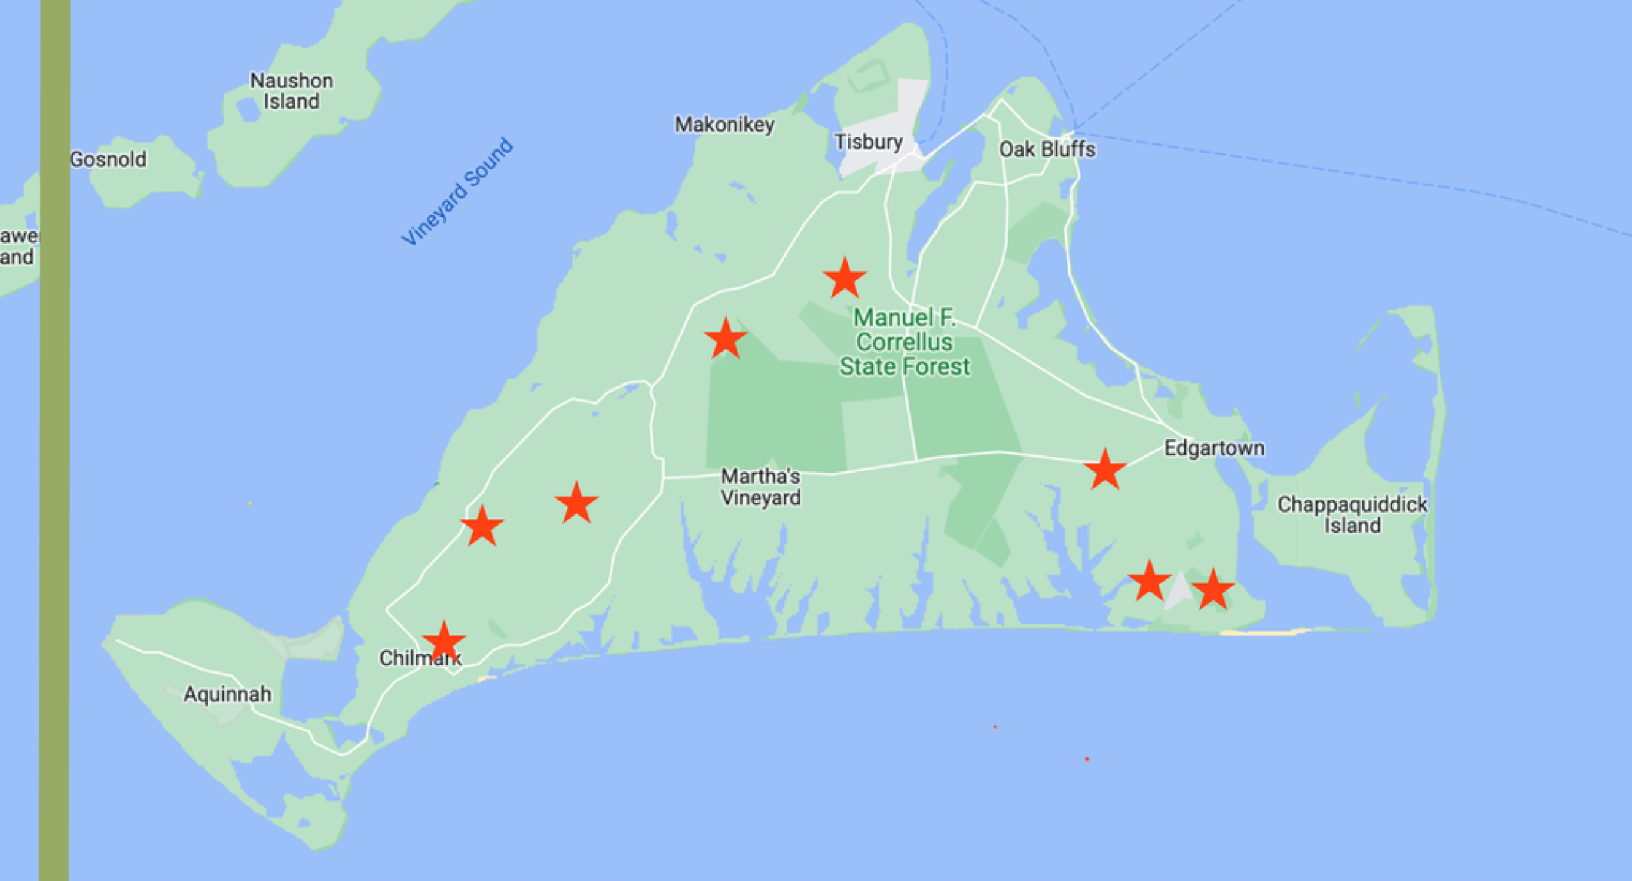 Naushon
Island
Makonikey
Tisbury
Oak Bluffs
Gosnold
Vineyard Sound
awe
and
Manuel F.
Correllus
State Forest
Edgartown
Martha's
Vineyard
Chappaquiddick
Island
Chilmark
Aquinnah